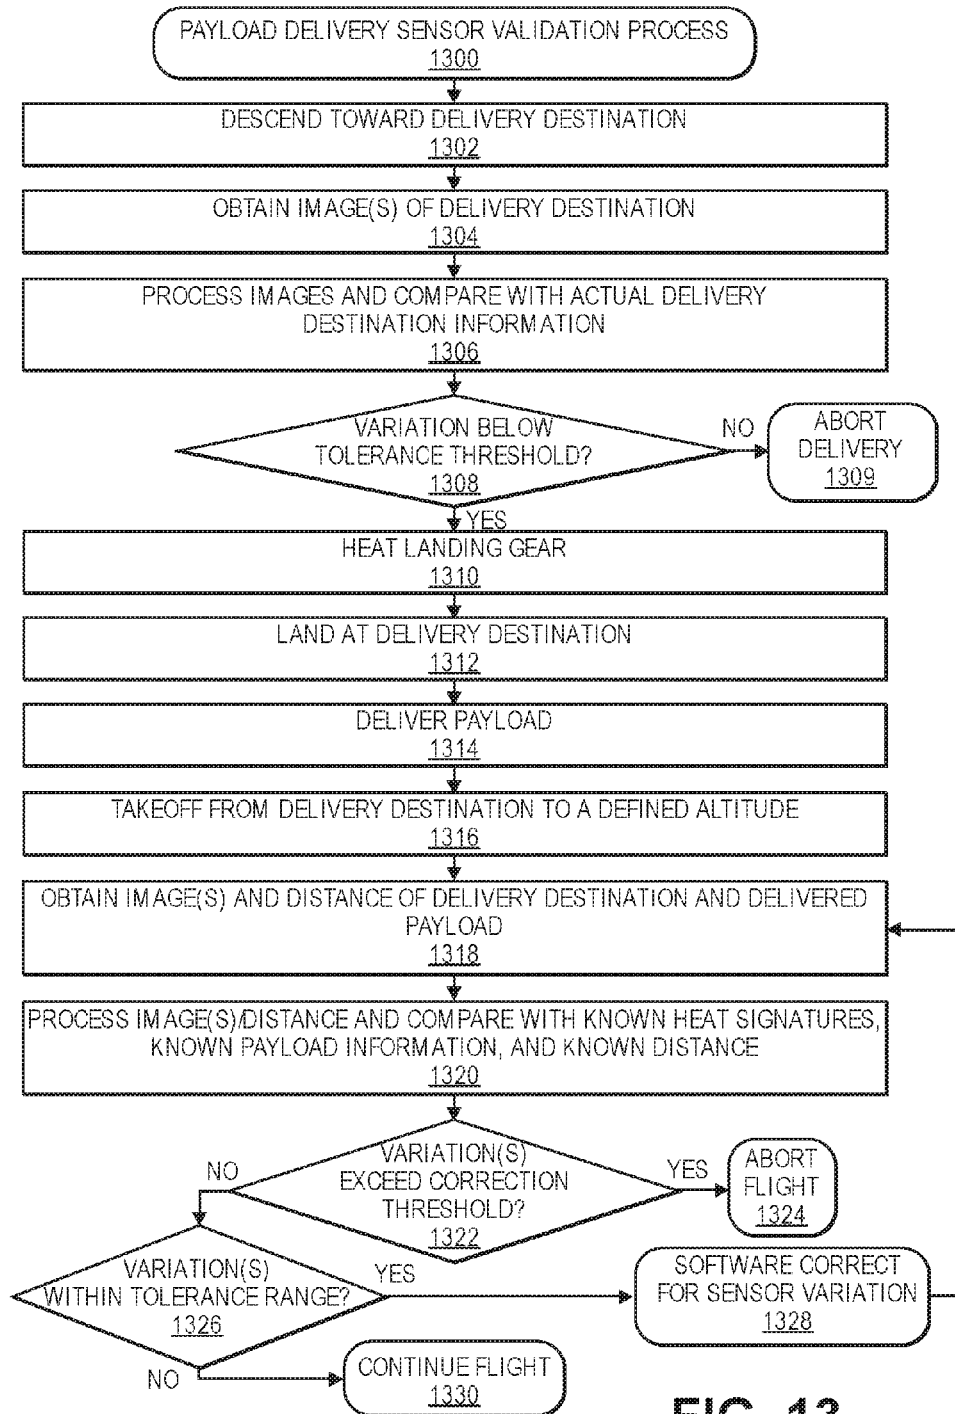 PAYLOAD DELIVERY SENSOR VALIDATION PROCESS
1300
DESCEND TOWARD DELIVERY DESTINATION
1302
OBTAIN IMAGE(S) OF DELIVERY DESTINATION
1304
PROCESS IMAGES AND COMPARE WITH ACTUAL DELIVERY
DESTINATION INFORMATION
1306
VARIATION BELOW
TOLERANCE THRESHOLD?
1308
NO
ABORT
DELIVERY
1309
YES
HEAT LANDING GEAR
1310
LAND AT DELIVERY DESTINATION
1312
DELIVER PAYLOAD
1314
TAKEOFF FROM DELIVERY DESTINATION TO A DEFINED ALTITUDE
1316
OBTAIN IMAGE(S) AND DISTANCE OF DELIVERY DESTINATION AND DELIVERED
PAYLOAD
1318
PROCESS IMAGE(S)/DISTANCE AND COMPARE WITH KNOWN HEAT SIGNATURES,
KNOWN PAYLOAD INFORMATION, AND KNOWN DISTANCE
1320
VARIATION(S)
EXCEED CORRECTION
THRESHOLD?
1322
NO
YES
ABORT
FLIGHT
1324
VARIATION(S)
WITHIN TOLERANCE RANGE?
1326
YES
SOFTWARE CORRECT
FOR SENSOR VARIATION
1328
NO
CONTINUE FLIGHT
1330
FIG. 13